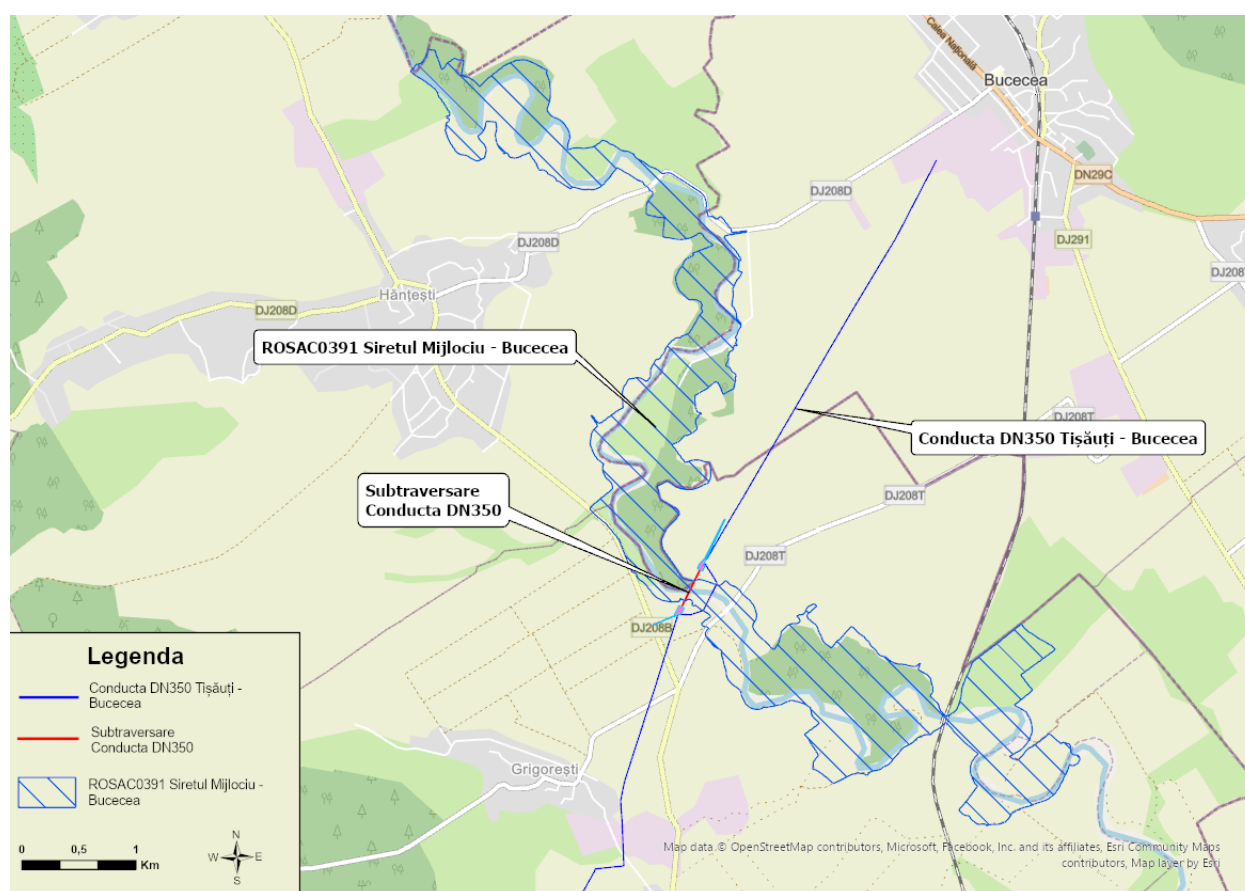 Calea Națională
Bucecea
DN29C
DJ208D
DJ291
DJ208D
Hănțești
DJ208D
ROSAC0391 Siretul Mijlociu - Bucecea
DJ208T
Conducta DN350 Tișăuți - Bucecea
Subtraversare
Conducta DN350
DJ208T
DJ208T
DJ208B
Grigorești
Legenda
Conducta DN350 Tișăuți -
Bucecea
Subtraversare
Conducta DN350
ROSAC0391 Siretul Mijlociu -
Bucecea
0 0,5 1
Km
N
W E
S
Map data © OpenStreetMap contributors, Microsoft, Facebook, Inc. and its affiliates, Esri Community Maps
contributors, Map layer by Esri